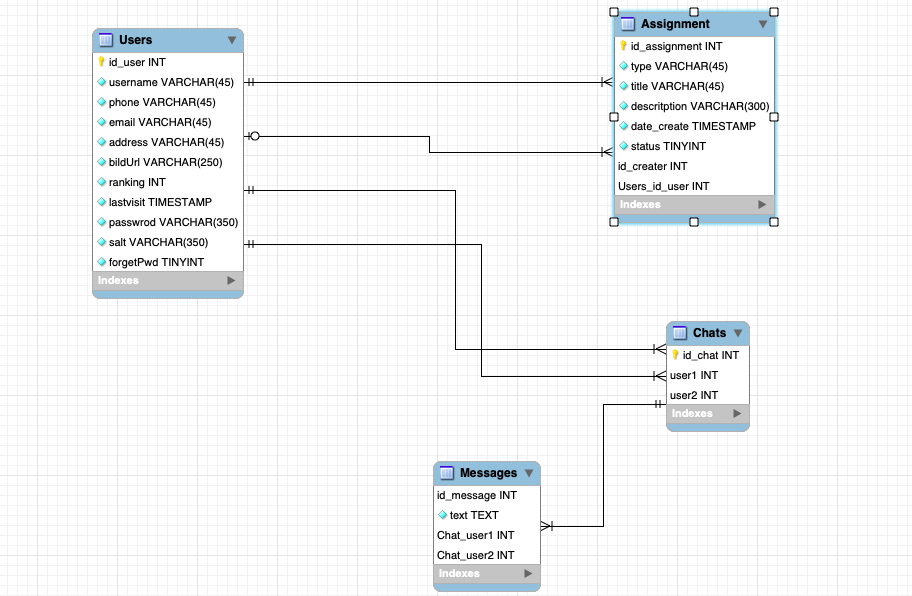 Users
id_user INT
username VARCHAR(45)
phone VARCHAR(45)
email VARCHAR(45)
address VARCHAR(45)
bildUrl VARCHAR(250)
ranking INT
lastvisit TIMESTAMP
passwrod VARCHAR(350)
salt VARCHAR(350)
forgetPwd TINYINT
Indexes
Assignment
id_assignment INT
type VARCHAR(45)
title VARCHAR(45)
descritption VARCHAR(300)
date_create TIMESTAMP
status TINYINT
id_creater INT
Users_id_user INT
Indexes
Chats
id_chat INT
user1 INT
user2 INT
Indexes
Messages
id_message INT
text TEXT
Chat_user1 INT
Chat_user2 INT
Indexes